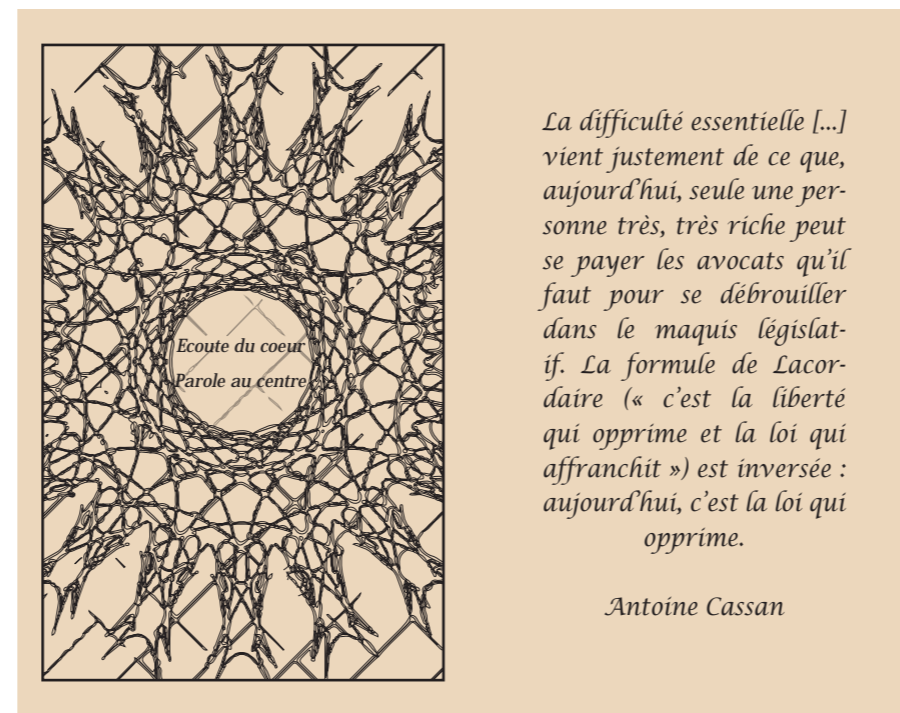 Ecoute du coeur
Parole au centre
La difficulté essentielle [...]
vient justement de ce que,
aujourd'hui, seule une per-
sonne très, très riche peut
se payer les avocats qu'il
faut pour se débrouiller
dans le maquis législat-
if. La formule de Lacor-
daire (« c'est la liberté
qui opprime et la loi qui
affranchit ») est inversée :
aujourd'hui, c'est la loi qui
opprime.
Antoine Cassan